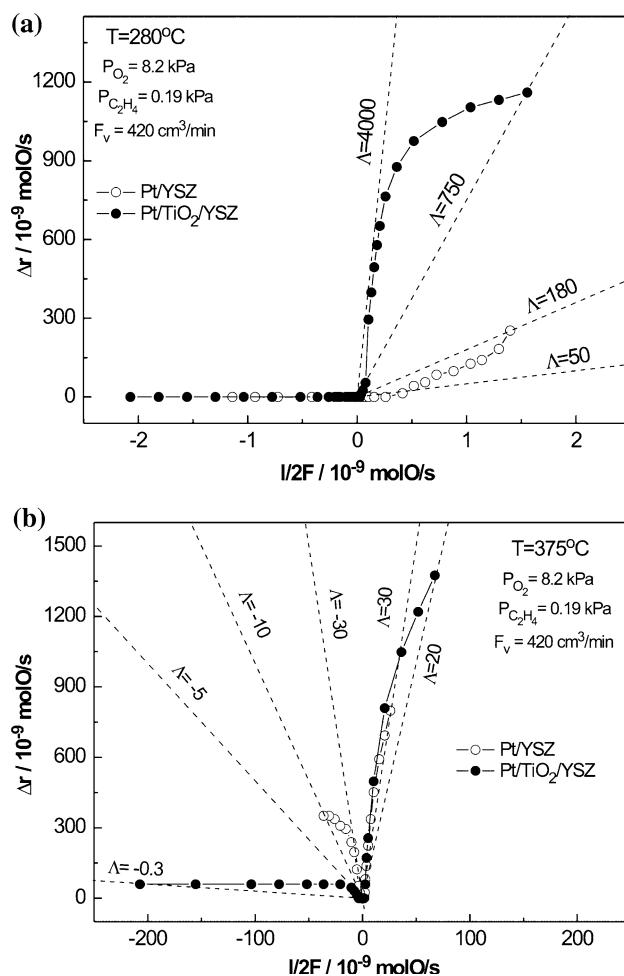 (a)
T=280°C
P_O₂ = 8.2 kPa
P_C₂H₄ = 0.19 kPa
F_v = 420 cm³/min
Pt/YSZ
Pt/TiO₂/YSZ
Λ=4000
Λ=750
Λ=180
Λ=50
1200
900
600
300
0
Δr / 10⁻⁹ molO/s
-2
-1
0
1
2
I/2F / 10⁻⁹ molO/s
(b)
T=375°C
P_O₂ = 8.2 kPa
P_C₂H₄ = 0.19 kPa
F_v = 420 cm³/min
Pt/YSZ
Pt/TiO₂/YSZ
Λ= -5
Λ= -10
Λ= -30
Λ=30
Λ=20
Λ= -0.3
1500
1200
900
600
300
0
Δr / 10⁻⁹ molO/s
-200
-100
0
100
200
I/2F / 10⁻⁹ molO/s